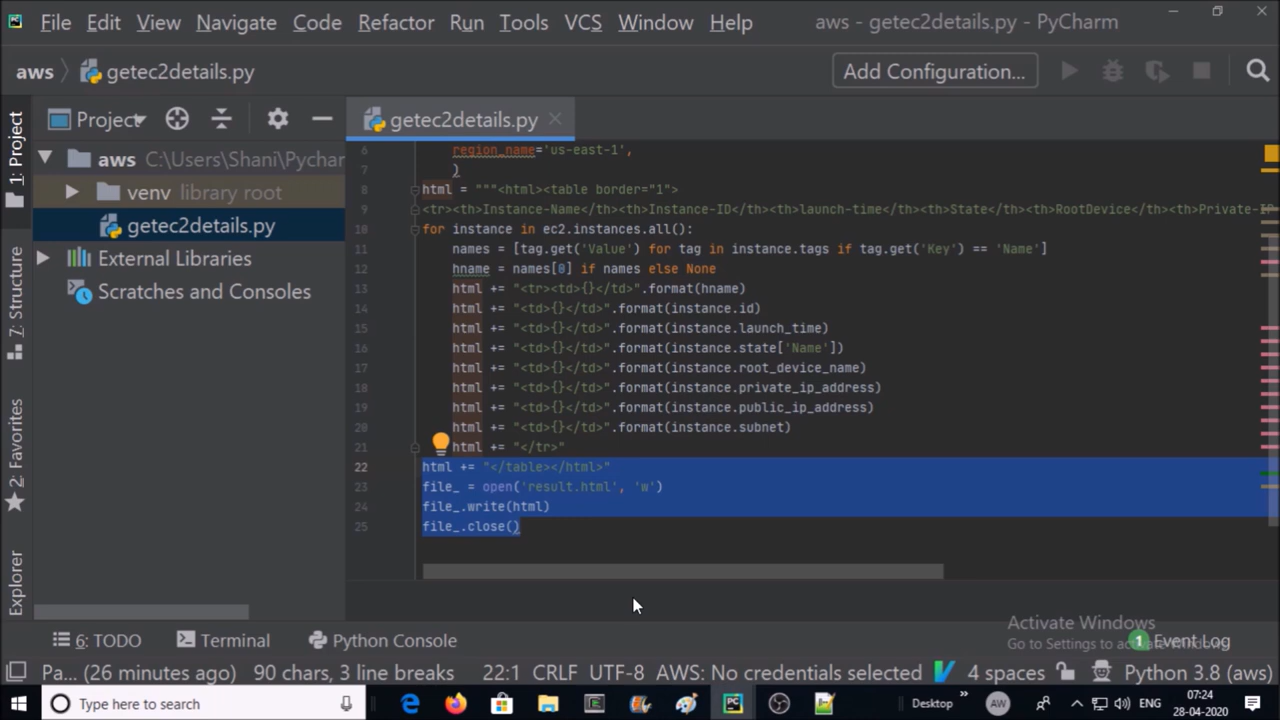 File Edit View Navigate Code Refactor Run Tools VCS Window Help aws - getec2details.py - PyCharm
aws getec2details.py Add Configuration...
1: Project
7: Structure
2: Favorites
Explorer
Project
aws C:\Users\Shani\Pychar
venv library root
getec2details.py
External Libraries
Scratches and Consoles
getec2details.py
6 region_name='us-east-1',
7 )
8 html = """<html><table border="1">
9 <tr><th>Instance-Name</th><th>Instance-ID</th><th>launch-time</th><th>State</th><th>RootDevice</th><th>Private-IP
10 for instance in ec2.instances.all():
11 names = [tag.get('Value') for tag in instance.tags if tag.get('Key') == 'Name']
12 hname = names[0] if names else None
13 html += "<tr><td>{}</td>".format(hname)
14 html += "<td>{}</td>".format(instance.id)
15 html += "<td>{}</td>".format(instance.launch_time)
16 html += "<td>{}</td>".format(instance.state['Name'])
17 html += "<td>{}</td>".format(instance.root_device_name)
18 html += "<td>{}</td>".format(instance.private_ip_address)
19 html += "<td>{}</td>".format(instance.public_ip_address)
20 html += "<td>{}</td>".format(instance.subnet)
21 html += "</tr>"
22 html += "</table></html>"
23 file_ = open('result.html', 'w')
24 file_.write(html)
25 file_.close()
Activate Windows
Go to Settings to activate Windows.
6: TODO Terminal Python Console 1 Event Log
Pa... (26 minutes ago) 90 chars, 3 line breaks 22:1 CRLF UTF-8 AWS: No credentials selected 4 spaces Python 3.8 (aws)
Type here to search PC Desktop » AW ENG 07:24
28-04-2020